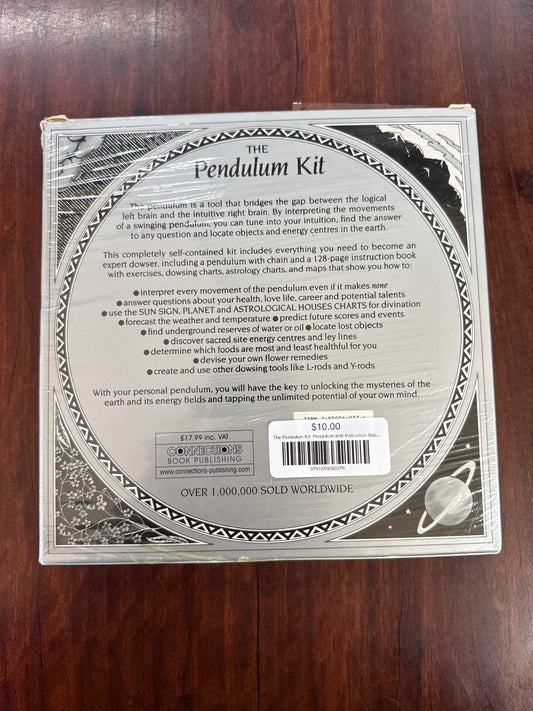 THE
Pendulum Kit
The pendulum is a tool that bridges the gap between the logical
left brain and the intuitive right brain. By interpreting the movements
of a swinging pendulum, you can tune into your intuition, find the answer
to any question and locate objects and energy centres in the earth.
This completely self-contained kit includes everything you need to become an
expert dowser, including a pendulum with chain and a 128-page instruction book
with exercises, dowsing charts, astrology charts, and maps that show you how to:
● interpret every movement of the pendulum even if it makes none
● answer questions about your health, love life, career and potential talents
● use the SUN SIGN, PLANET and ASTROLOGICAL HOUSES CHARTS for divination
● forecast the weather and temperature ● predict future scores and events
● find underground reserves of water or oil ● locate lost objects
● discover sacred site energy centres and ley lines
● determine which foods are most and least healthful for you
● devise your own flower remedies
● create and use other dowsing tools like L-rods and Y-rods
With your personal pendulum, you will have the key to unlocking the mysteries of the
earth and its energy fields and tapping the unlimited potential of your own mind.
£17.99 inc. VAT
CONNECTIONS
BOOK PUBLISHING
www.connections-publishing.com
$10.00
The Pendulum Kit: Pendulum and Instruction Boo...
OVER 1,000,000 SOLD WORLDWIDE